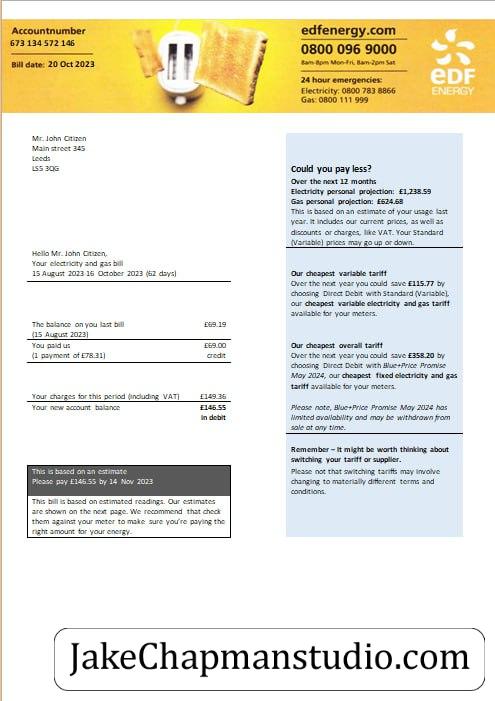 Accountnumber
673 134 572 146
Bill date: 20 Oct 2023
edfenergy.com
0800 096 9000
8am-8pm Mon-Fri, 8am-2pm Sat
24 hour emergencies:
Electricity: 0800 783 8866
Gas: 0800 111 999
eDF
ENERGY
Mr. John Citizen
Main street 345
Leeds
LS5 3QG
Hello Mr. John Citizen,
Your electricity and gas bill
15 August 2023-16 October 2023 (62 days)
The balance on you last bill £69.19
(15 August 2023)
You paid us £69.00
(1 payment of £78.31) credit
Your charges for this period (including VAT) £149.36
Your new account balance £146.55
in debit
This is based on an estimate
Please pay £146.55 by 14 Nov 2023
This bill is based on estimated readings. Our estimates
are shown on the next page. We recommend that check
them against your meter to make sure you're paying the
right amount for your energy.
Could you pay less?
Over the next 12 months
Electricity personal projection: £1,238.59
Gas personal projection: £624.68
This is based on an estimate of your usage last
year. It includes our current prices, as well as
discounts or charges, like VAT. Your Standard
(Variable) prices may go up or down.
Our cheapest variable tariff
Over the next year you could save £115.77 by
choosing Direct Debit with Standard (Variable),
our cheapest variable electricity and gas tariff
available for your meters.
Our cheapest overall tariff
Over the next year you could save £358.20 by
choosing Direct Debit with Blue+Price Promise
May 2024, our cheapest fixed electricity and gas
tariff available for your meters.
Please note, Blue+Price Promise May 2024 has
limited availability and may be withdrawn from
sale at any time.
Remember – It might be worth thinking about
switching your tariff or supplier.
Please not that switching tariffs may involve
changing to materially different terms and
conditions.
JakeChapmanstudio.com